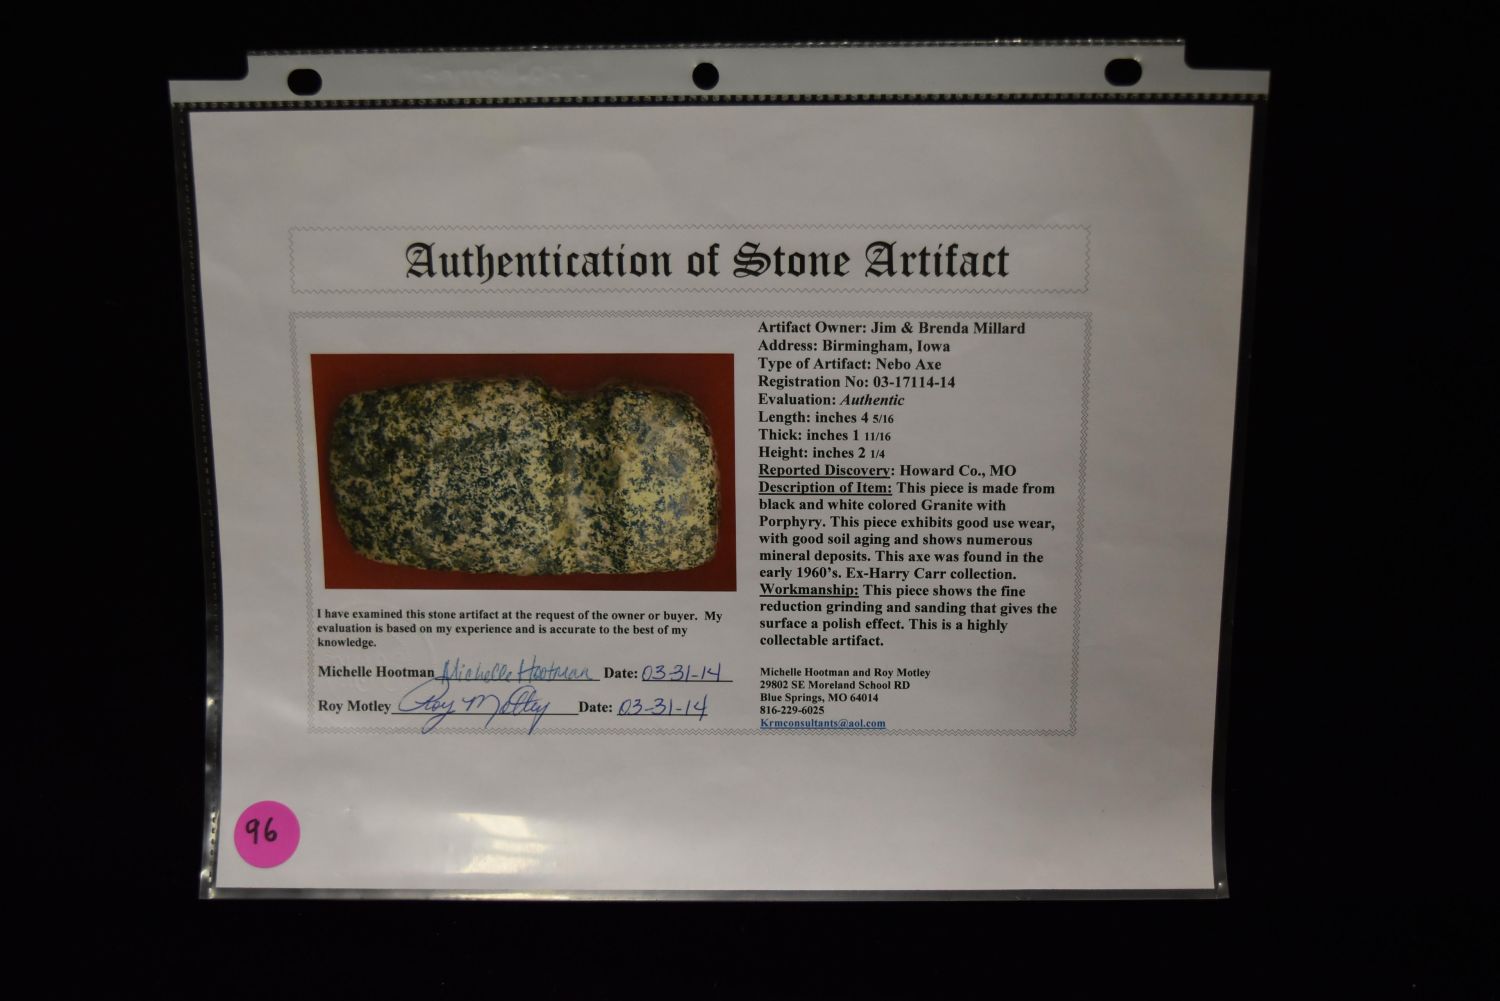 Authentication of Stone Artifact
Artifact Owner: Jim & Brenda Millard
Address: Birmingham, Iowa
Type of Artifact: Nebo Axe
Registration No: 03-17114-14
Evaluation: Authentic
Length: inches 4 5/16
Thick: inches 1 11/16
Height: inches 2 1/4
Reported Discovery: Howard Co., MO
Description of Item: This piece is made from
black and white colored Granite with
Porphyry. This piece exhibits good use wear,
with good soil aging and shows numerous
mineral deposits. This axe was found in the
early 1960's. Ex-Harry Carr collection.
Workmanship: This piece shows the fine
reduction grinding and sanding that gives the
surface a polish effect. This is a highly
collectable artifact.
I have examined this stone artifact at the request of the owner or buyer. My
evaluation is based on my experience and is accurate to the best of my
knowledge.
Michelle Hootman Michelle Hootman Date: 03-31-14
Roy Motley Roy Motley Date: 03-31-14
Michelle Hootman and Roy Motley
29802 SE Moreland School RD
Blue Springs, MO 64014
816-229-6025
Krmconsultants@aol.com
96